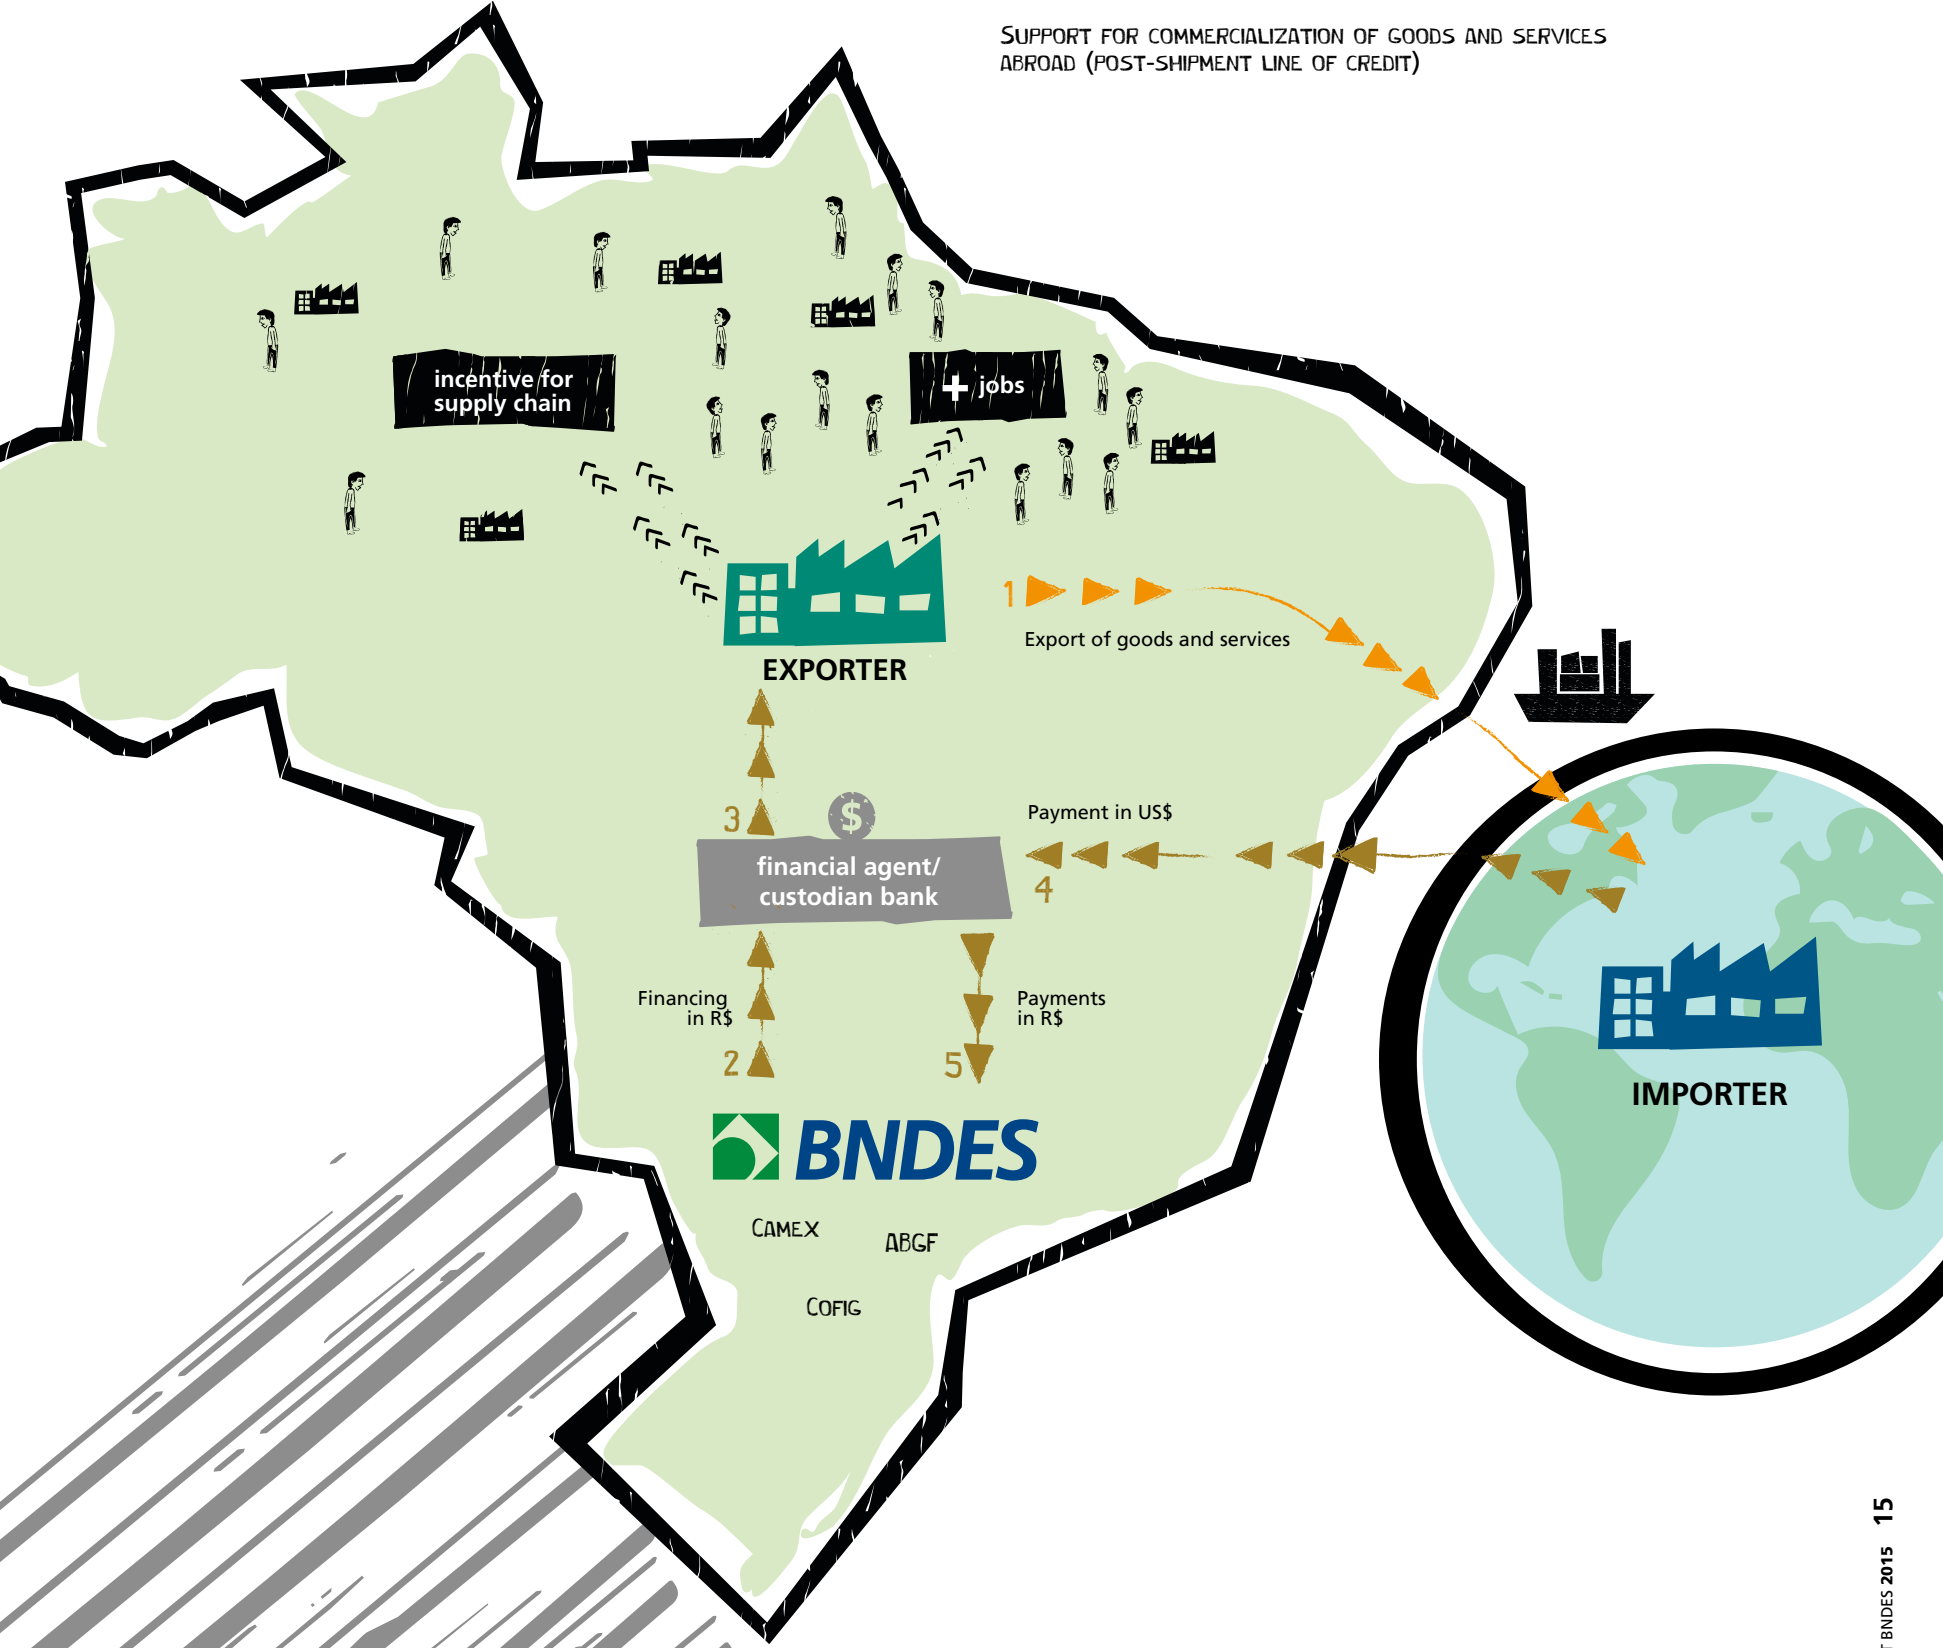 SUPPORT FOR COMMERCIALIZATION OF GOODS AND SERVICES
ABROAD (POST-SHIPMENT LINE OF CREDIT)
incentive for
supply chain
+ jobs
1
Export of goods and services
EXPORTER
3
$
Payment in US$
financial agent/
custodian bank
4
Financing
in R$
Payments
in R$
2
5
BNDES
IMPORTER
CAMEX
ABGF
COFIG
BNDES 2015 15